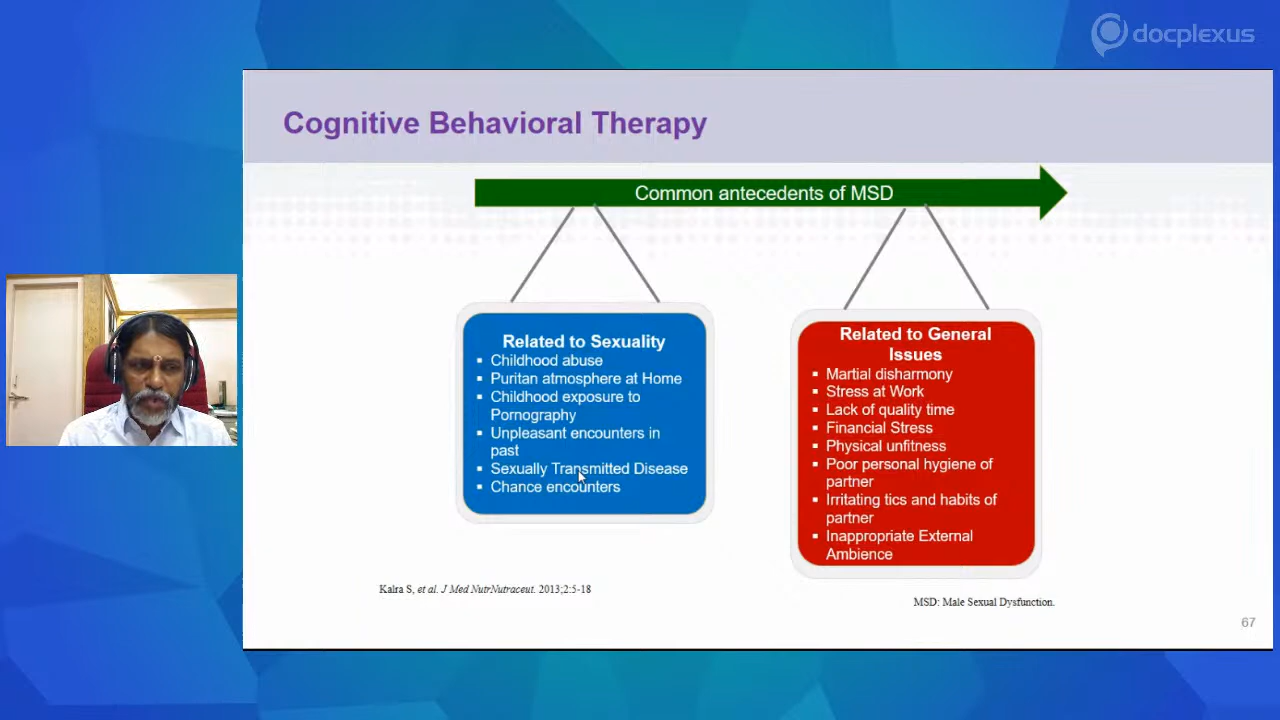 docplexus
Cognitive Behavioral Therapy
Common antecedents of MSD
Related to Sexuality
▪ Childhood abuse
▪ Puritan atmosphere at Home
▪ Childhood exposure to
Pornography
▪ Unpleasant encounters in
past
▪ Sexually Transmitted Disease
▪ Chance encounters
Related to General
Issues
▪ Martial disharmony
▪ Stress at Work
▪ Lack of quality time
▪ Financial Stress
▪ Physical unfitness
▪ Poor personal hygiene of
partner
▪ Irritating tics and habits of
partner
▪ Inappropriate External
Ambience
Kalra S, et al. J Med NutrNutraceut. 2013;2:5-18
MSD: Male Sexual Dysfunction.
67